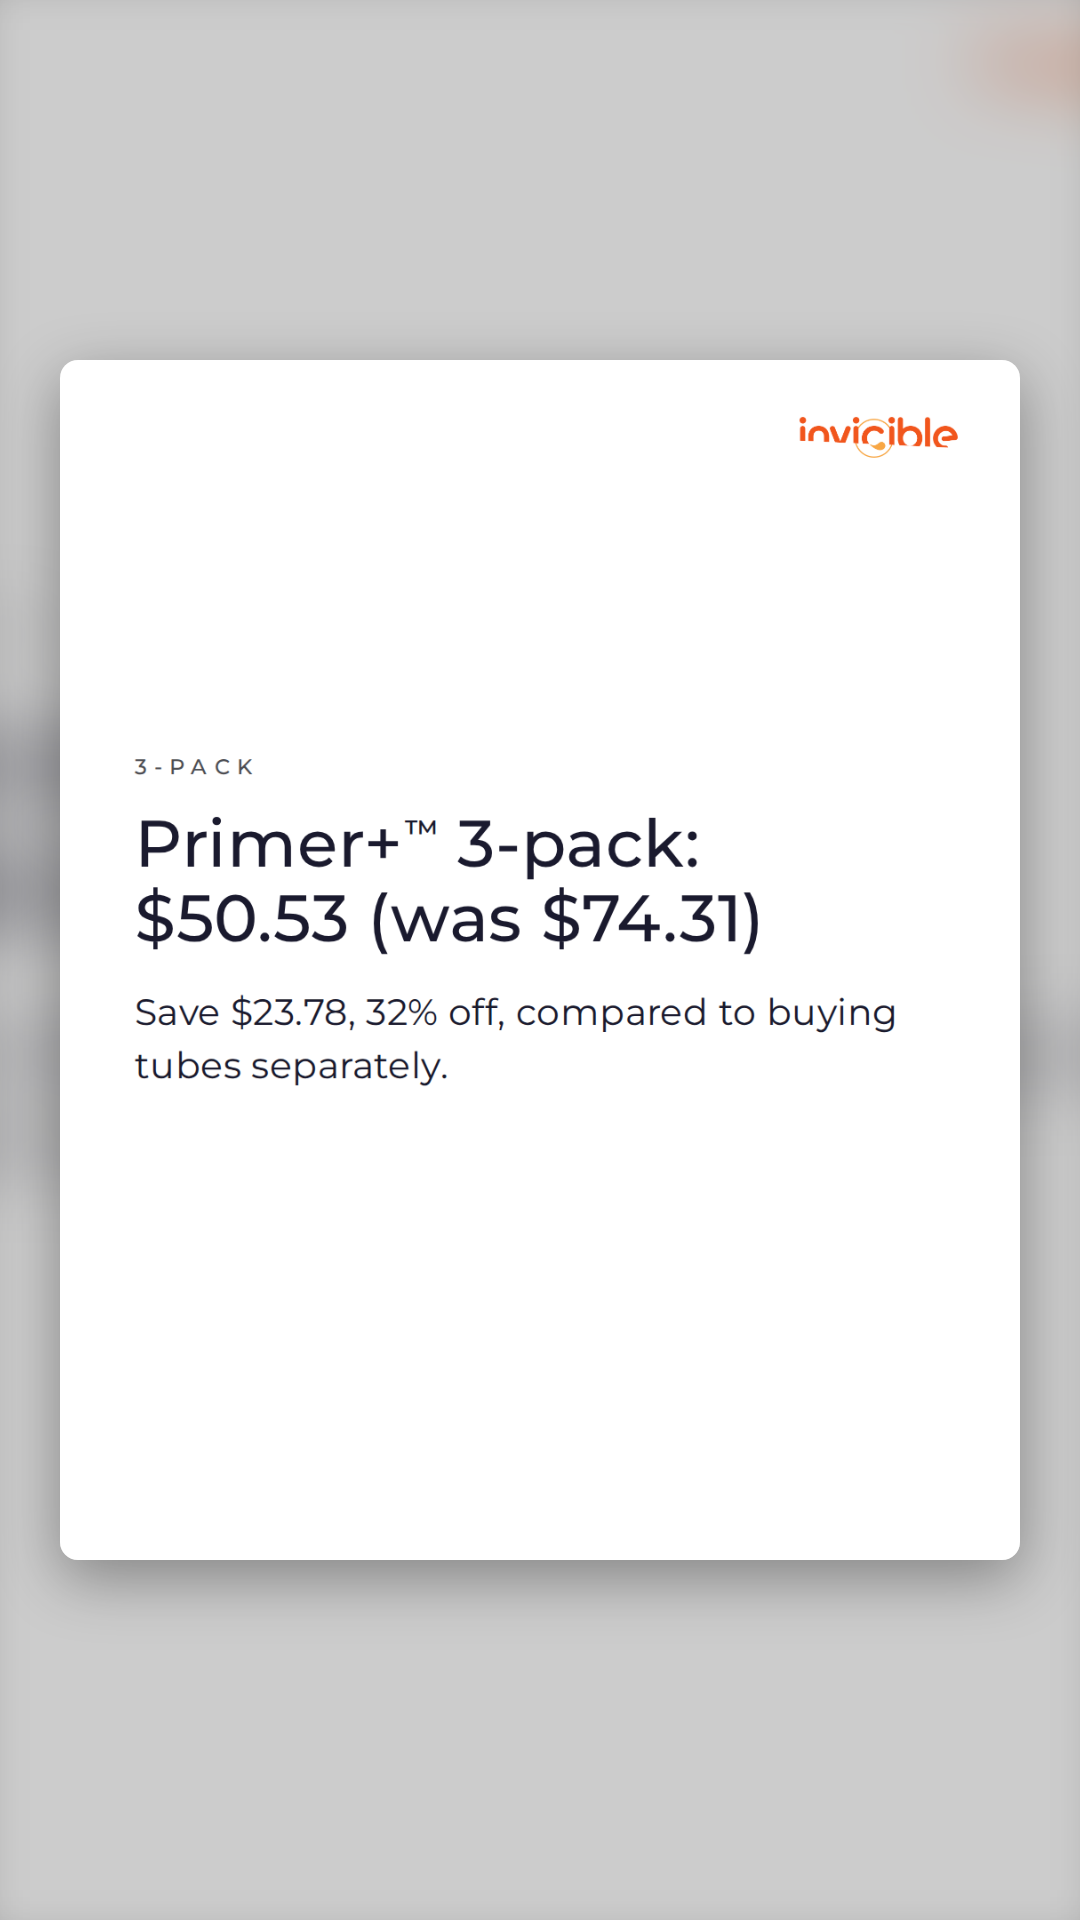 invicible
3-PACK
Primer+™ 3-pack:
$50.53 (was $74.31)
Save $23.78, 32% off, compared to buying
tubes separately.